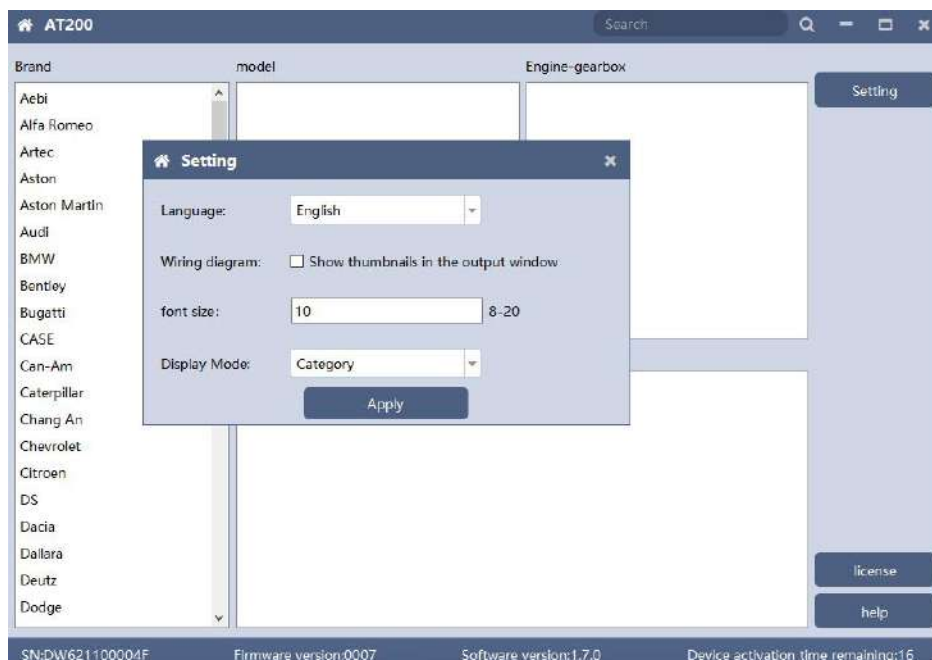 AT200
Search
Brand
model
Engine-gearbox
Setting
Aebi
Alfa Romeo
Artec
Aston
Aston Martin
Audi
BMW
Bentley
Bugatti
CASE
Can-Am
Caterpillar
Chang An
Chevrolet
Citroen
DS
Dacia
Dallara
Deutz
Dodge
Setting
Language:
English
Wiring diagram:
Show thumbnails in the output window
font size:
10
8-20
Display Mode:
Category
Apply
license
help
SN:DW621100004F
Firmware version:0007
Software version:1.7.0
Device activation time remaining:16